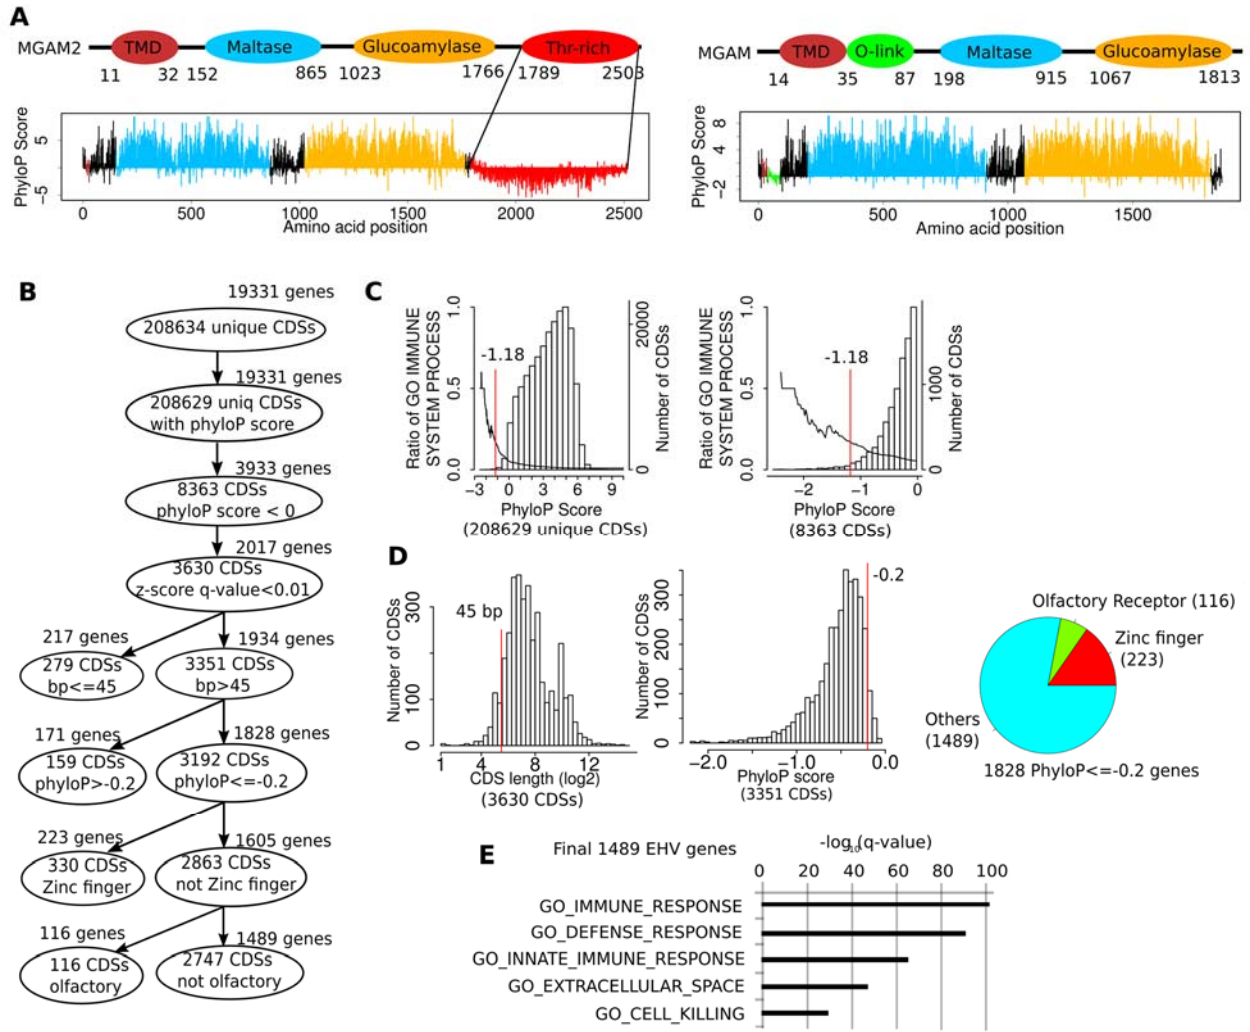 A
MGAM2
TMD
Maltase
Glucoamylase
Thr-rich
11
32
152
865
1023
1766
1789
2503
PhyloP Score
5
−5
0
500
1000
1500
2000
2500
Amino acid position
MGAM
TMD
O-link
Maltase
Glucoamylase
14
35
87
198
915
1067
1813
PhyloP Score
8
4
−2
0
500
1000
1500
Amino acid position
B
19331 genes
208634 unique CDSs
19331 genes
208629 uniq CDSs
with phyloP score
3933 genes
8363 CDSs
phyloP score < 0
2017 genes
3630 CDSs
z-score q-value<0.01
217 genes
279 CDSs
bp<=45
1934 genes
3351 CDSs
bp>45
171 genes
159 CDSs
phyloP>-0.2
1828 genes
3192 CDSs
phyloP<=-0.2
223 genes
330 CDSs
Zinc finger
1605 genes
2863 CDSs
not Zinc finger
116 genes
116 CDSs
olfactory
1489 genes
2747 CDSs
not olfactory
C
Ratio of GO IMMUNE
SYSTEM PROCESS
1.0
0.5
0.0
-1.18
20000
0
Number of CDSs
−3
0
3
6
9
PhyloP Score
(208629 unique CDSs)
Ratio of GO IMMUNE
SYSTEM PROCESS
1.0
0.5
0.0
-1.18
1000
0
Number of CDSs
−2
−1
0
PhyloP Score
(8363 CDSs)
D
Number of CDSs
300
100
0
45 bp
1
4
8
12
CDS length (log2)
(3630 CDSs)
Number of CDSs
300
200
100
0
-0.2
−2.0
−1.0
0.0
PhyloP score
(3351 CDSs)
Olfactory Receptor (116)
Zinc finger
(223)
Others
(1489)
1828 PhyloP<=-0.2 genes
E
Final 1489 EHV genes
-log10(q-value)
0
20
40
60
80
100
GO_IMMUNE_RESPONSE
GO_DEFENSE_RESPONSE
GO_INNATE_IMMUNE_RESPONSE
GO_EXTRACELLULAR_SPACE
GO_CELL_KILLING